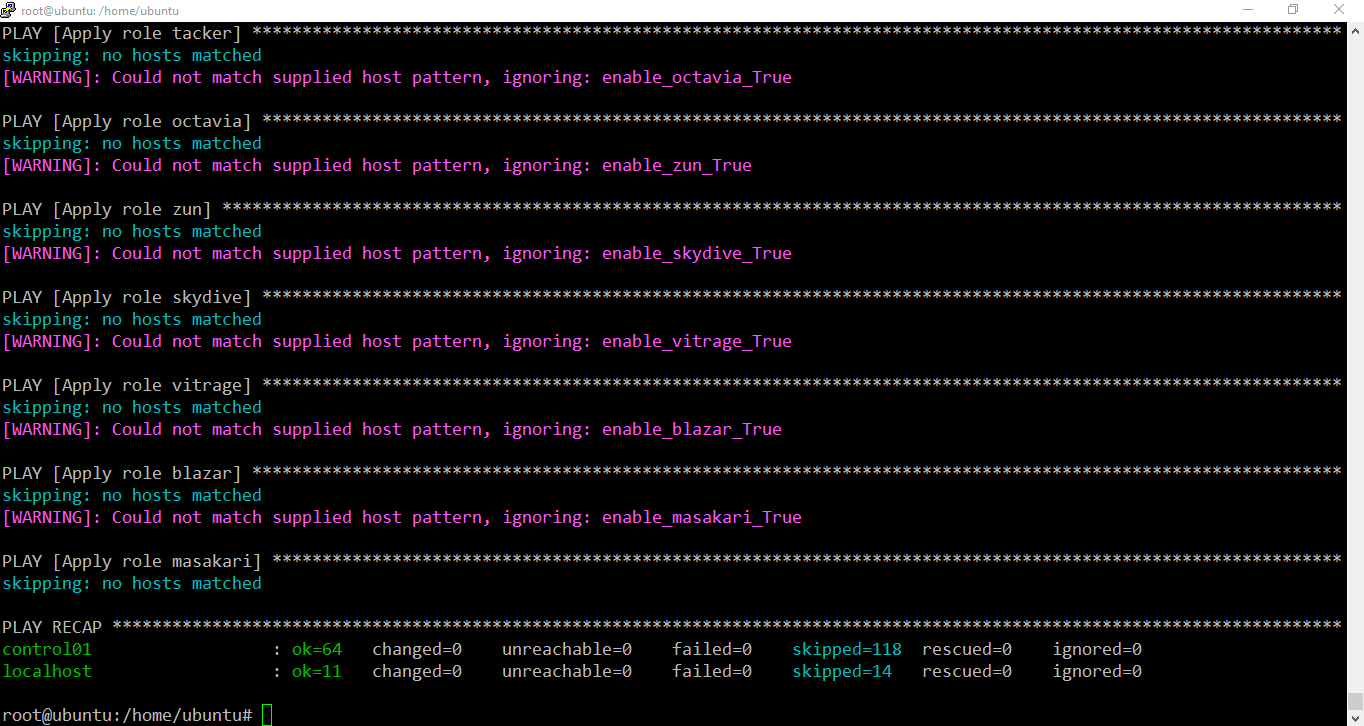 root@ubuntu: /home/ubuntu
PLAY [Apply role tacker] *************************************************************************************************************
skipping: no hosts matched
[WARNING]: Could not match supplied host pattern, ignoring: enable_octavia_True
PLAY [Apply role octavia] ************************************************************************************************************
skipping: no hosts matched
[WARNING]: Could not match supplied host pattern, ignoring: enable_zun_True
PLAY [Apply role zun] ****************************************************************************************************************
skipping: no hosts matched
[WARNING]: Could not match supplied host pattern, ignoring: enable_skydive_True
PLAY [Apply role skydive] ************************************************************************************************************
skipping: no hosts matched
[WARNING]: Could not match supplied host pattern, ignoring: enable_vitrage_True
PLAY [Apply role vitrage] ************************************************************************************************************
skipping: no hosts matched
[WARNING]: Could not match supplied host pattern, ignoring: enable_blazar_True
PLAY [Apply role blazar] *************************************************************************************************************
skipping: no hosts matched
[WARNING]: Could not match supplied host pattern, ignoring: enable_masakari_True
PLAY [Apply role masakari] ***********************************************************************************************************
skipping: no hosts matched
PLAY RECAP ***************************************************************************************************************************
control01                  : ok=64   changed=0    unreachable=0    failed=0    skipped=118  rescued=0    ignored=0
localhost                  : ok=11   changed=0    unreachable=0    failed=0    skipped=14   rescued=0    ignored=0
root@ubuntu:/home/ubuntu#